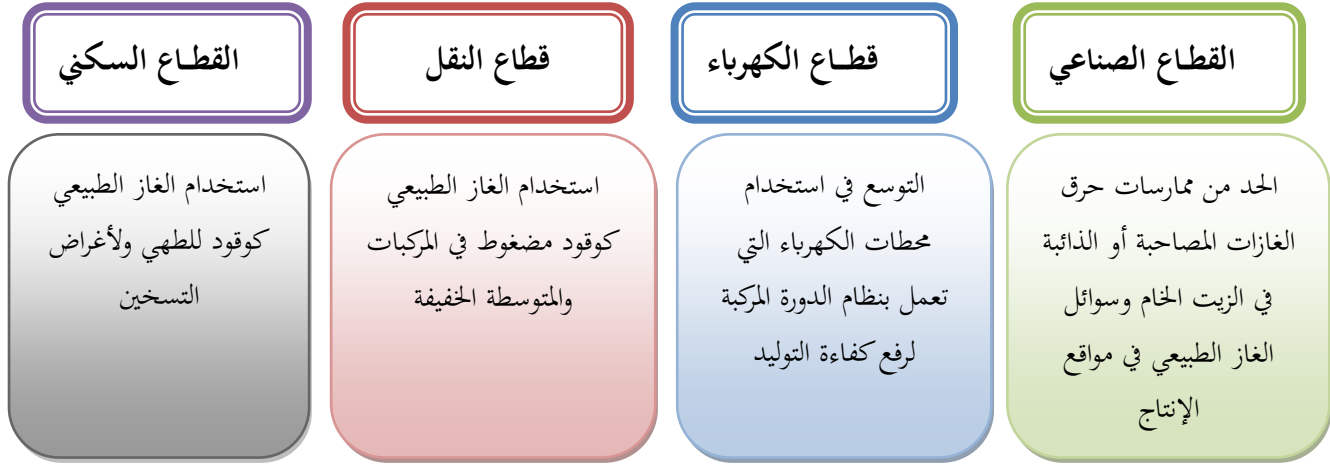 القطاع الصناعي
الحد من ممارسات حرق
الغازات المصاحبة أو الذائبة
في الزيت الخام وسوائل
الغاز الطبيعي في مواقع
الإنتاج
قطاع الكهرباء
التوسع في استخدام
محطات الكهرباء التي
تعمل بنظام الدورة المركبة
لرفع كفاءة التوليد
قطاع النقل
استخدام الغاز الطبيعي
كوقود مضغوط في المركبات
والمتوسطة الخفيفة
القطاع السكني
استخدام الغاز الطبيعي
كوقود للطهي ولأغراض
التسخين